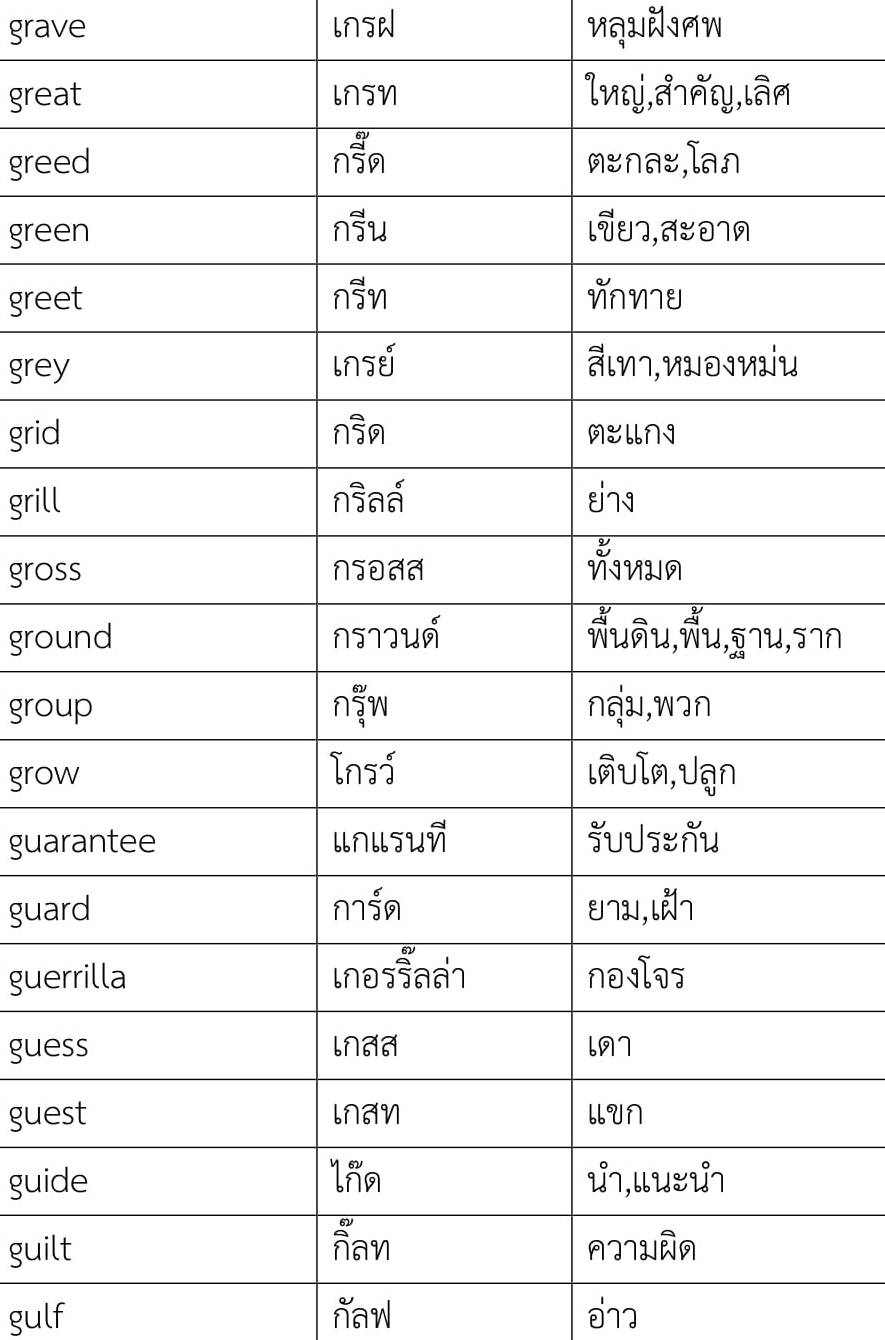 grave เกรฝ หลุมฝังศพ
great เกรท ใหญ่,สำคัญ,เลิศ
greed กรี๊ด ตะกละ,โลภ
green กรีน เขียว,สะอาด
greet กรีท ทักทาย
grey เกรย์ สีเทา,หมองหม่น
grid กริด ตะแกง
grill กริลล์ ย่าง
gross กรอสส ทั้งหมด
ground กราวนด์ พื้นดิน,พื้น,ฐาน,ราก
group กรุ๊พ กลุ่ม,พวก
grow โกรว์ เติบโต,ปลูก
guarantee แกแรนที รับประกัน
guard การ์ด ยาม,เฝ้า
guerrilla เกอรริ๊ลล่า กองโจร
guess เกสส เดา
guest เกสท แขก
guide ไก๊ด นำ,แนะนำ
guilt กิ๊ลท ความผิด
gulf กัลฟ อ่าว